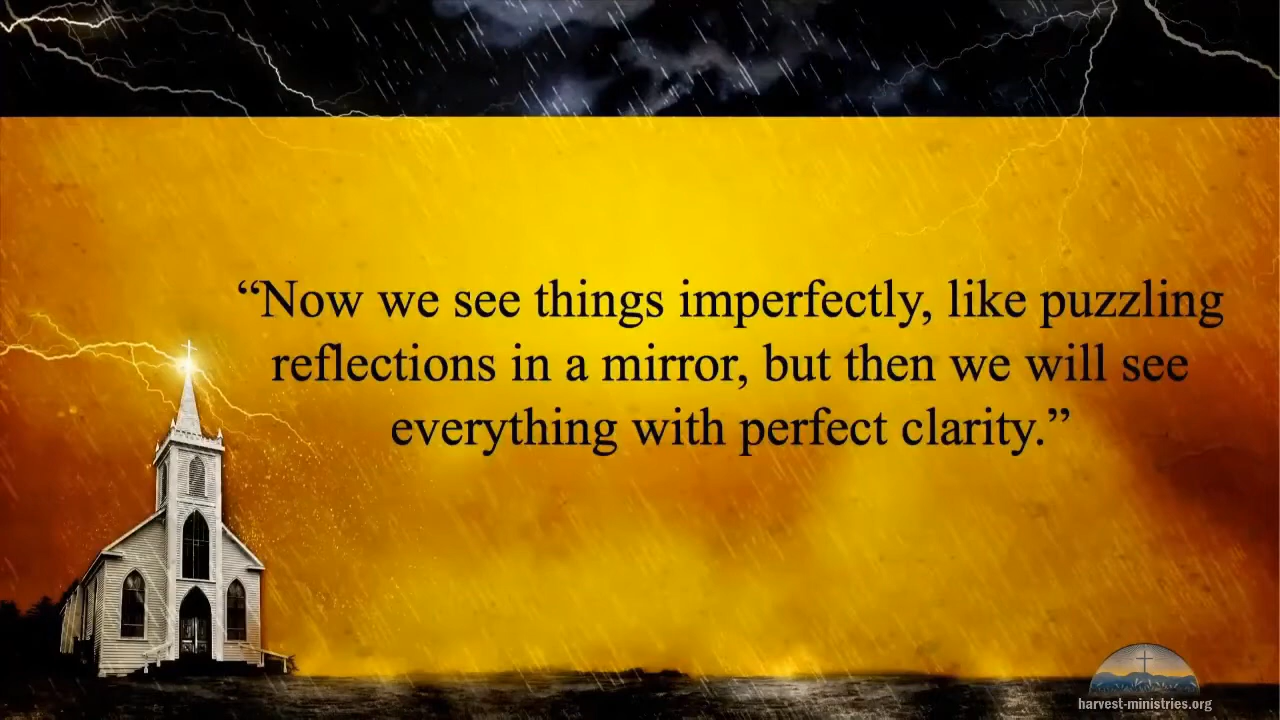 “Now we see things imperfectly, like puzzling
reflections in a mirror, but then we will see
everything with perfect clarity.”
harvest-ministries.org